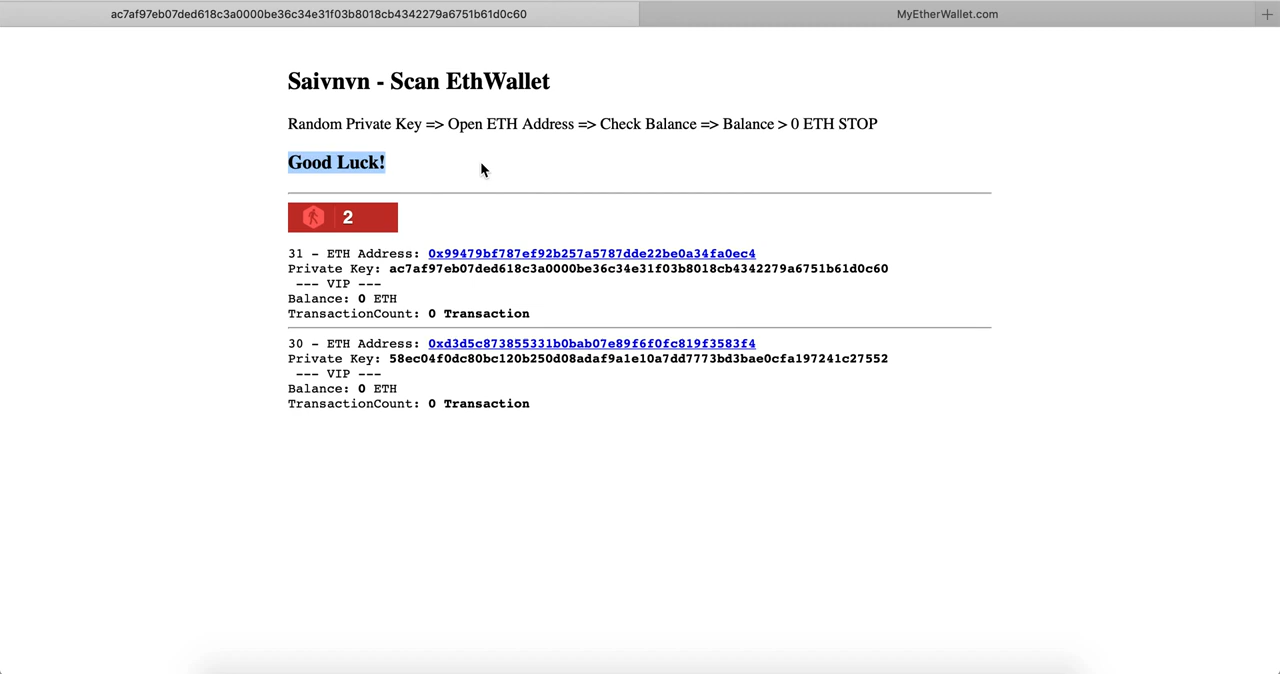 ac7af97eb07ded618c3a0000be36c34e31f03b8018cb4342279a6751b61d0c60 MyEtherWallet.com +
Saivnvn - Scan EthWallet
Random Private Key => Open ETH Address => Check Balance => Balance > 0 ETH STOP
Good Luck!
2
31 - ETH Address: 0x99479bf787ef92b257a5787dde22be0a34fa0ec4
Private Key: ac7af97eb07ded618c3a0000be36c34e31f03b8018cb4342279a6751b61d0c60
--- VIP ---
Balance: 0 ETH
TransactionCount: 0 Transaction
30 - ETH Address: 0xd3d5c873855331b0bab07e89f6f0fc819f3583f4
Private Key: 58ec04f0dc80bc120b250d08adaf9a1e10a7dd7773bd3bae0cfa197241c27552
--- VIP ---
Balance: 0 ETH
TransactionCount: 0 Transaction